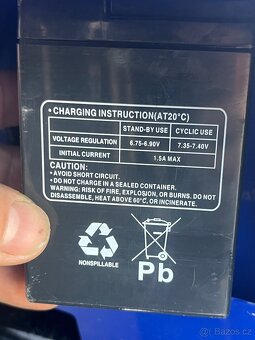 • CHARGING INSTRUCTION(AT20°C)
STAND-BY USE CYCLIC USE
VOLTAGE REGULATION 6.75-6.90V 7.35-7.40V
INITIAL CURRENT 1.5A MAX
CAUTION:
• AVOID SHORT CIRCUIT.
• DO NOT CHARGE IN A SEALED CONTAINER.
WARNING: RISK OF FIRE, EXPLOSION, OR BURNS. DO NOT
DISASSEMBLE, HEAT ABOVE 60°C, OR INCINERATE.
NONSPILLABLE
Pb
Bazos.cz